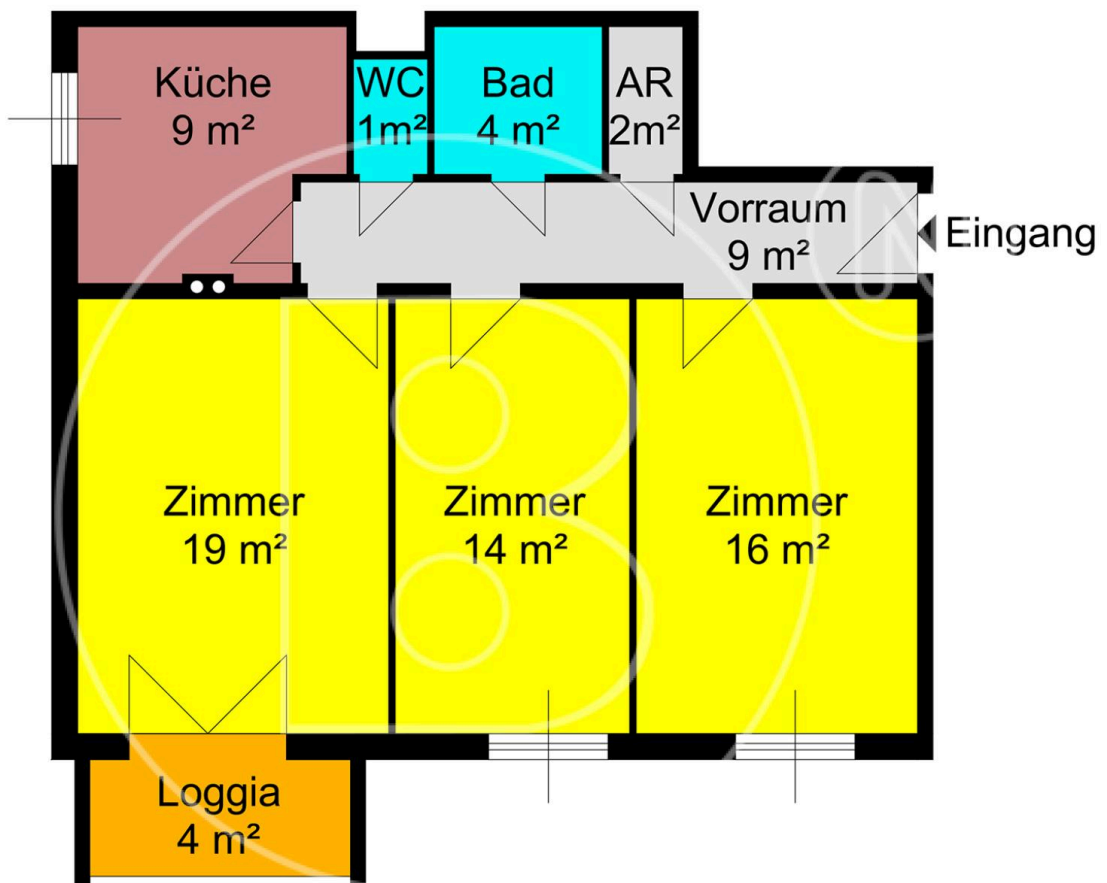 Küche
9 m²
WC
1m²
Bad
4 m²
AR
2m²
Vorraum
9 m²
Eingang
Zimmer
19 m²
Zimmer
14 m²
Zimmer
16 m²
Loggia
4 m²